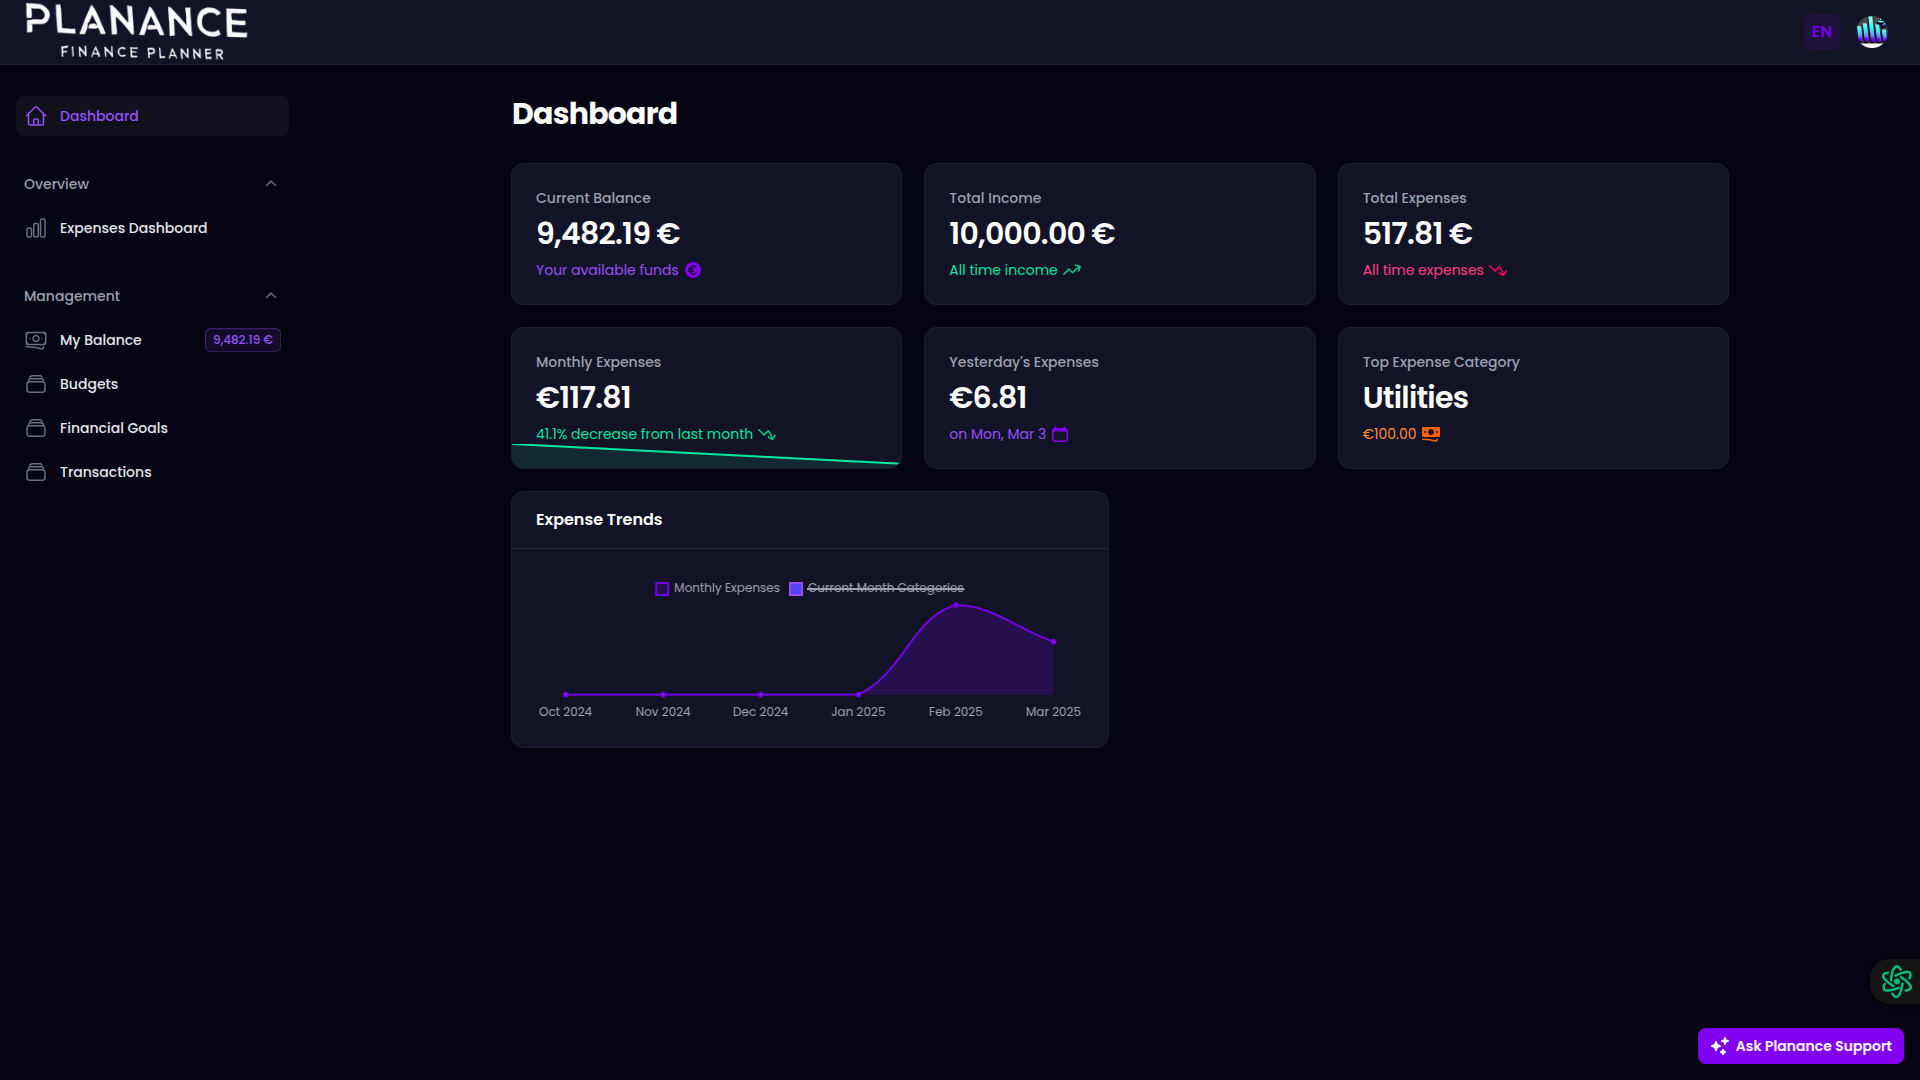 PLANANCE
FINANCE PLANNER
EN
Dashboard
Overview
Expenses Dashboard
Management
My Balance
9,482.19 €
Budgets
Financial Goals
Transactions
Dashboard
Current Balance
9,482.19 €
Your available funds
Total Income
10,000.00 €
All time income
Total Expenses
517.81 €
All time expenses
Monthly Expenses
€117.81
41.1% decrease from last month
Yesterday's Expenses
€6.81
on Mon, Mar 3
Top Expense Category
Utilities
€100.00
Expense Trends
Monthly Expenses
Current Month Categories
Oct 2024
Nov 2024
Dec 2024
Jan 2025
Feb 2025
Mar 2025
Ask Planance Support